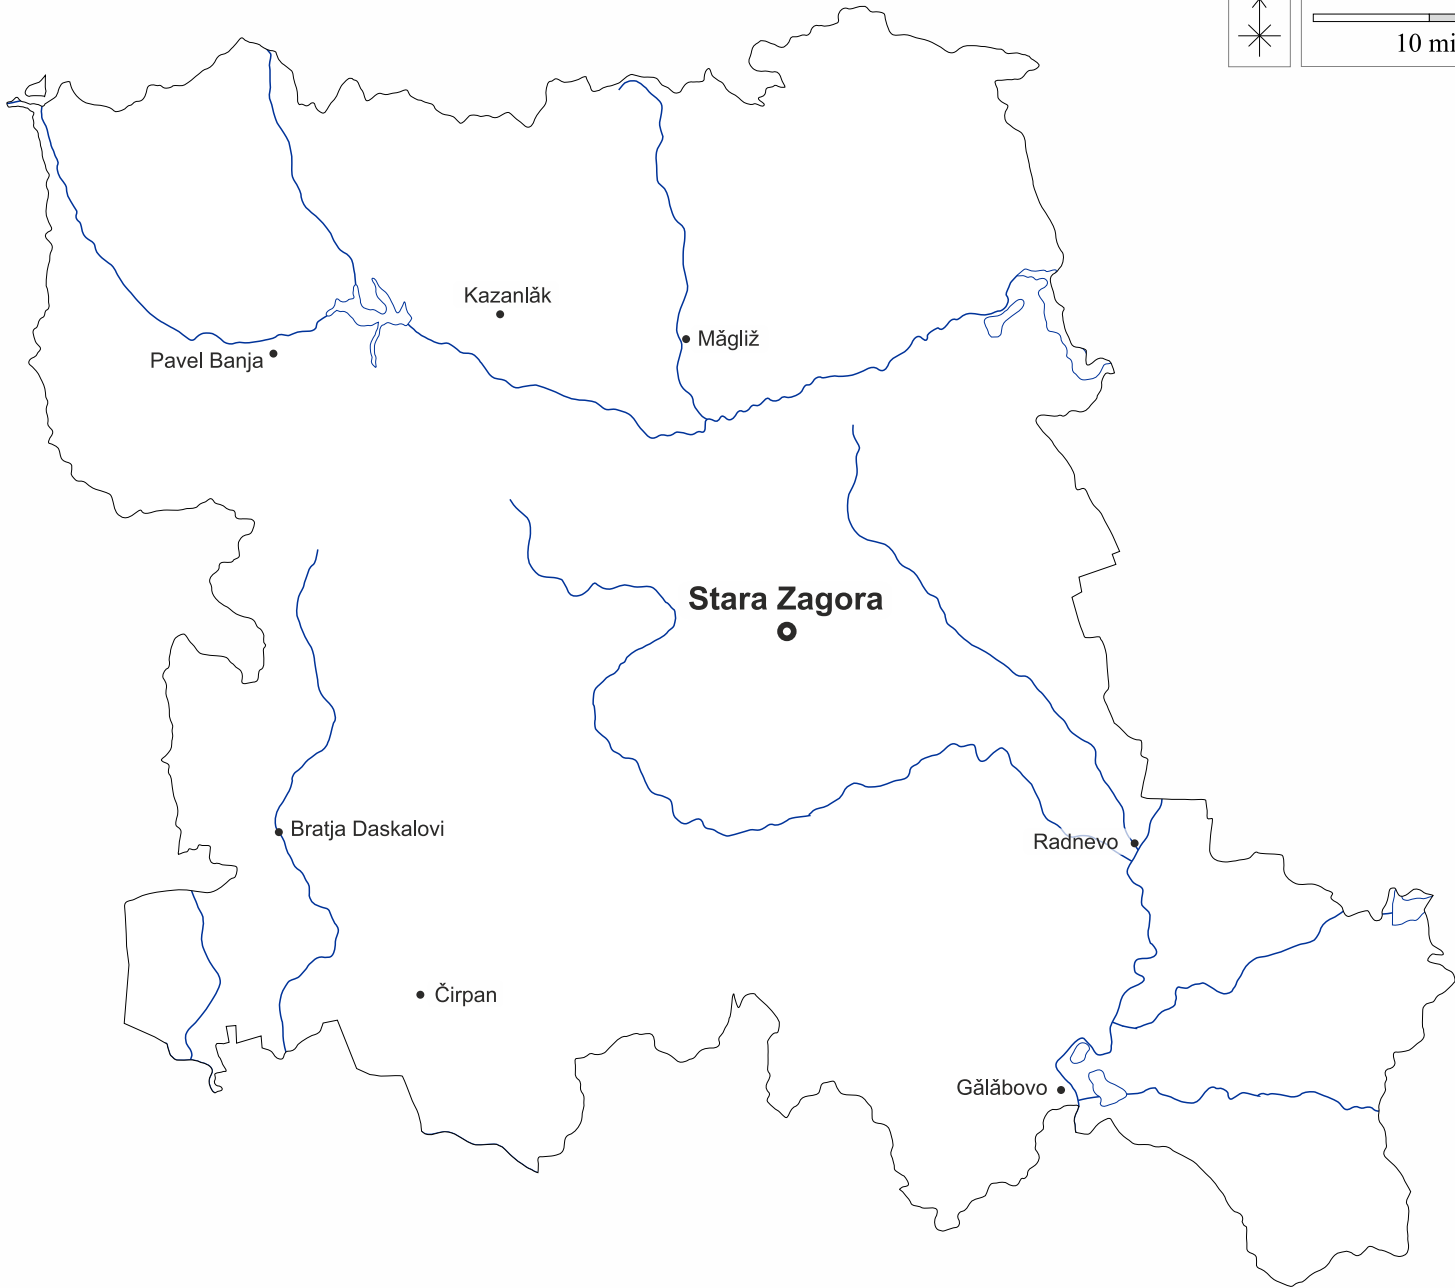 10 mi
Kazanlăk
Măgliž
Pavel Banja
Stara Zagora
Bratja Daskalovi
Radnevo
Čirpan
Gălăbovo